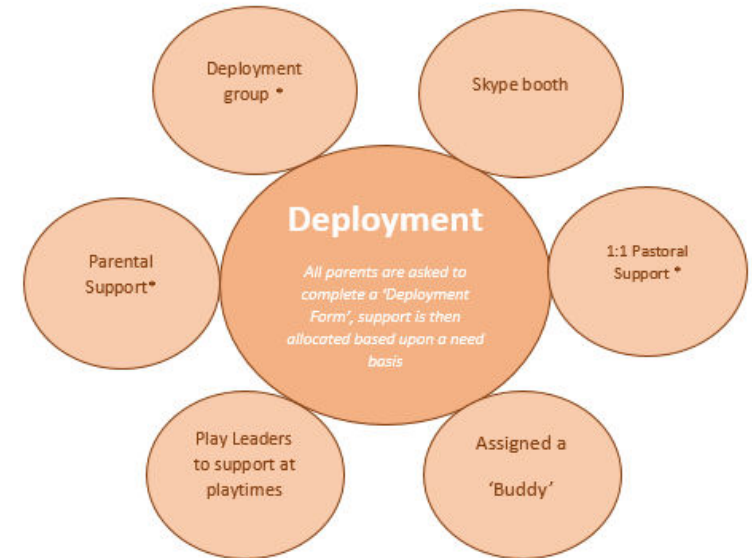 Deployment
group *
Skype booth
Deployment
All parents are asked to
complete a ‘Deployment
Form’, support is then
allocated based upon a need
basis
Parental
Support*
1:1 Pastoral
Support *
Play Leaders
to support at
playtimes
Assigned a
‘Buddy’